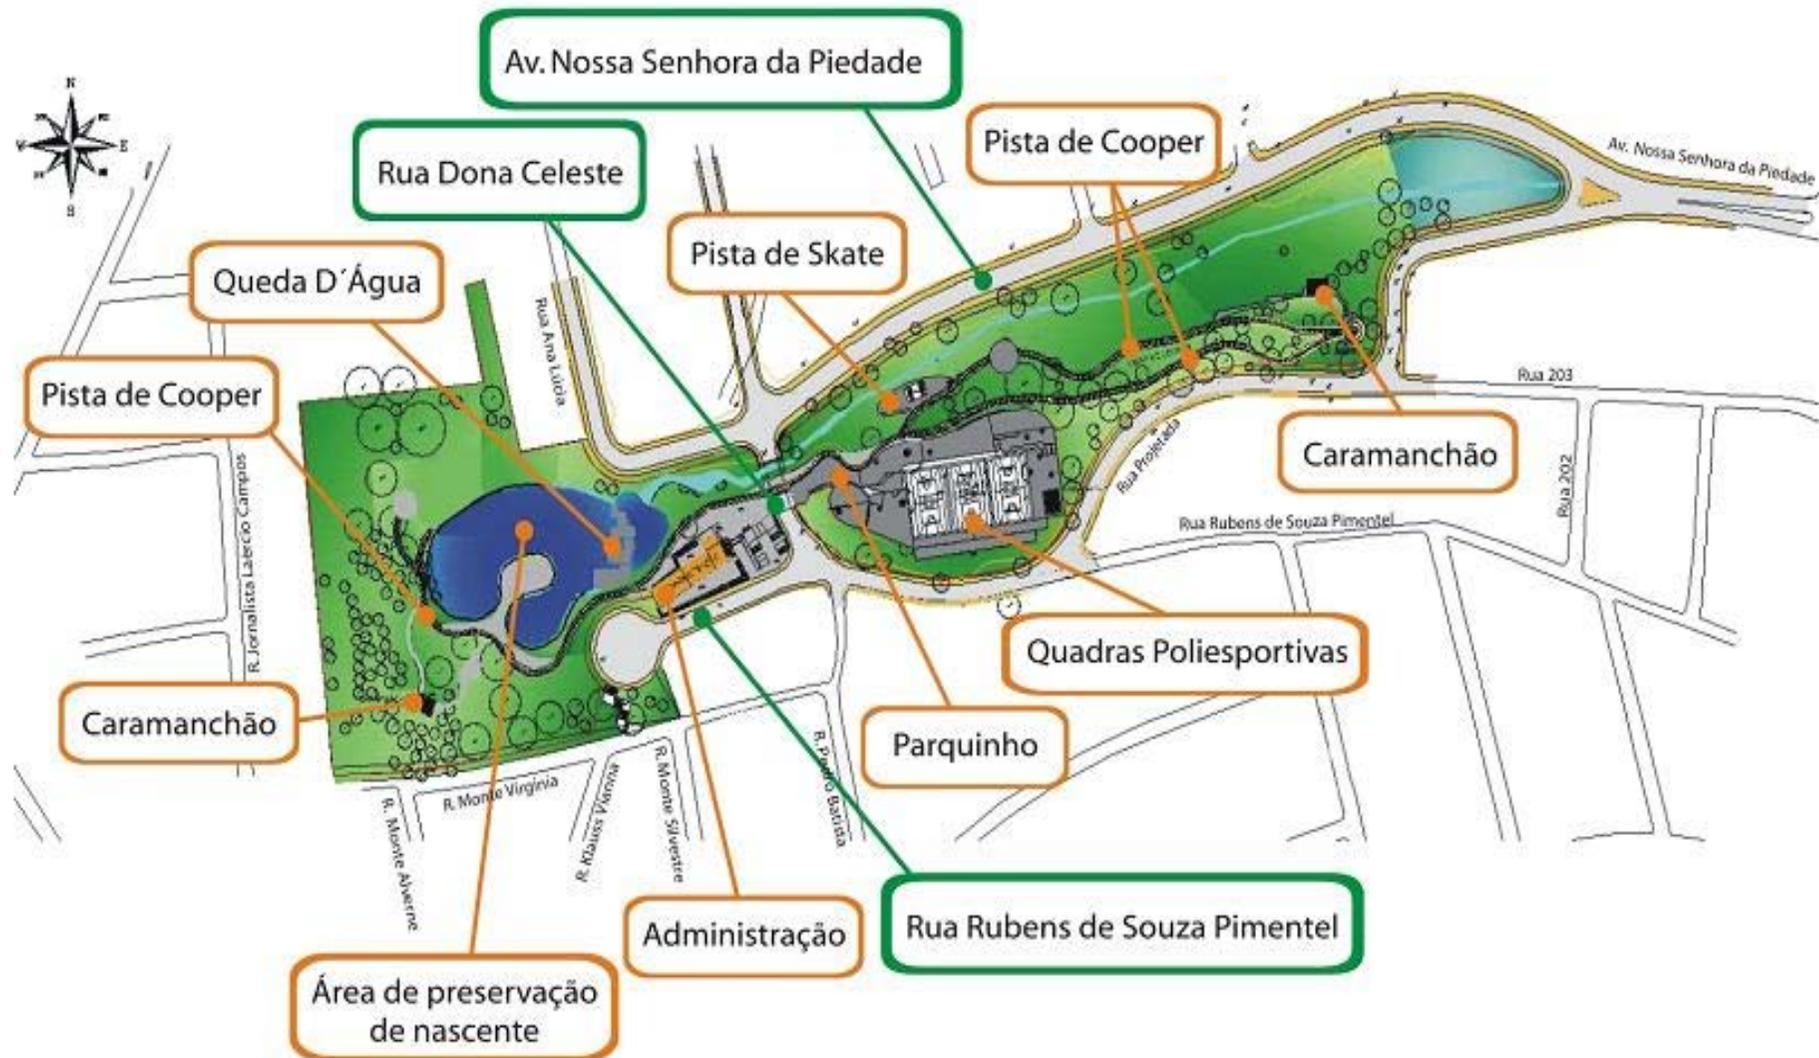 Av. Nossa Senhora da Piedade
N
W
E
S
Rua Dona Celeste
Pista de Cooper
Av. Nossa Senhora da Piedade
Pista de Skate
Queda D´Água
Rua Ana Lúcia
Pista de Cooper
Rua 203
Caramanchão
Rua Projetada
Rua 202
R. Jornalista Laercio Campos
Rua Rubens de Souza Pimentel
Quadras Poliesportivas
Caramanchão
Parquinho
R. Monte Virgínia
R. Monte Alverne
R. Klauss Vianna
R. Monte Silvestre
R. Pedro Batista
Administração
Rua Rubens de Souza Pimentel
Área de preservação
de nascente